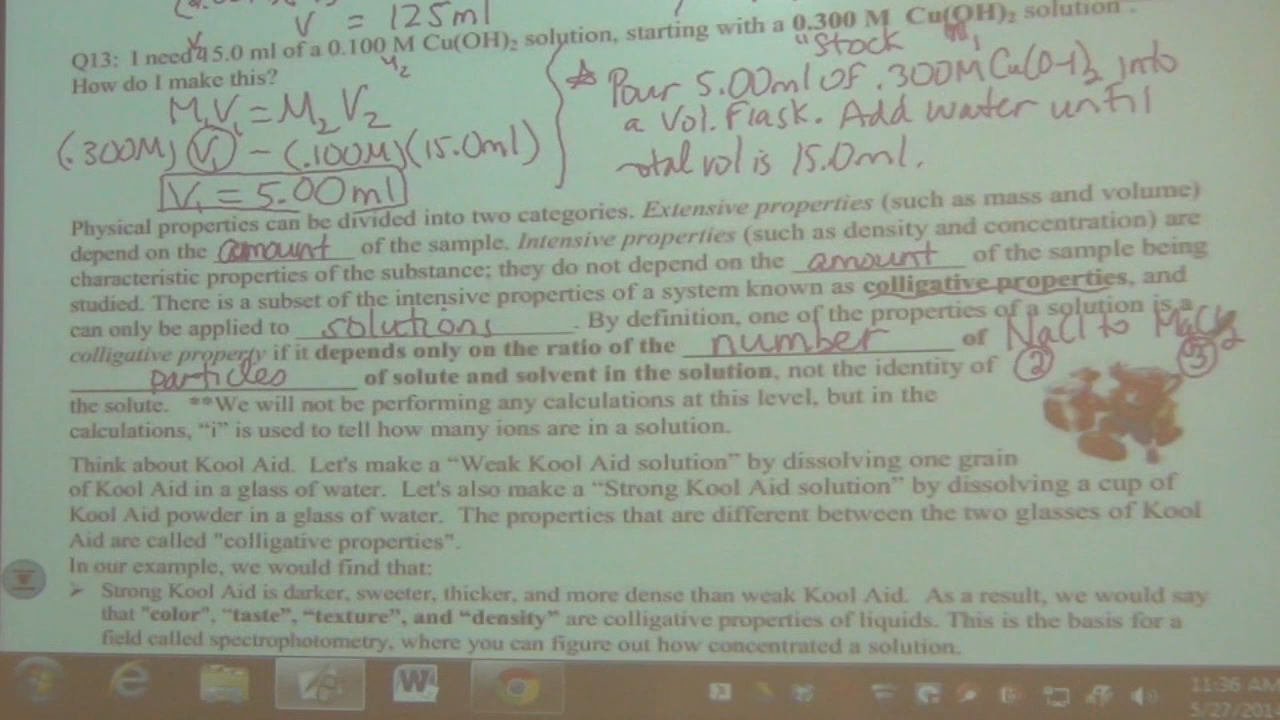 V = 125ml
Q13: I need 15.0 ml of a 0.100 M Cu(OH)₂ solution, starting with a 0.300 M Cu(OH)₂ solution.
V₂ M₂ "Stock
How do I make this?
M₁V₁ = M₂V₂
(.300M)(V₁) = (.100M)(15.0ml)
V₁ = 5.00ml
☆ Pour 5.00ml of .300M Cu(OH)₂ into
a Vol. Flask. Add water until
total vol is 15.0ml.
Physical properties can be divided into two categories. Extensive properties (such as mass and volume)
depend on the amount of the sample. Intensive properties (such as density and concentration) are
characteristic properties of the substance; they do not depend on the amount of the sample being
studied. There is a subset of the intensive properties of a system known as colligative properties, and
can only be applied to solutions. By definition, one of the properties of a solution is a
colligative property if it depends only on the ratio of the number of
NaCl to MgCl₂
② ③
particles of solute and solvent in the solution, not the identity of
the solute. **We will not be performing any calculations at this level, but in the
calculations, “i” is used to tell how many ions are in a solution.
Think about Kool Aid. Let's make a “Weak Kool Aid solution” by dissolving one grain
of Kool Aid in a glass of water. Let's also make a “Strong Kool Aid solution” by dissolving a cup of
Kool Aid powder in a glass of water. The properties that are different between the two glasses of Kool
Aid are called "colligative properties".
In our example, we would find that:
➢ Strong Kool Aid is darker, sweeter, thicker, and more dense than weak Kool Aid. As a result, we would say
that "color", “taste”, “texture”, and “density” are colligative properties of liquids. This is the basis for a
field called spectrophotometry, where you can figure out how concentrated a solution.
11:36 AM
5/27/201